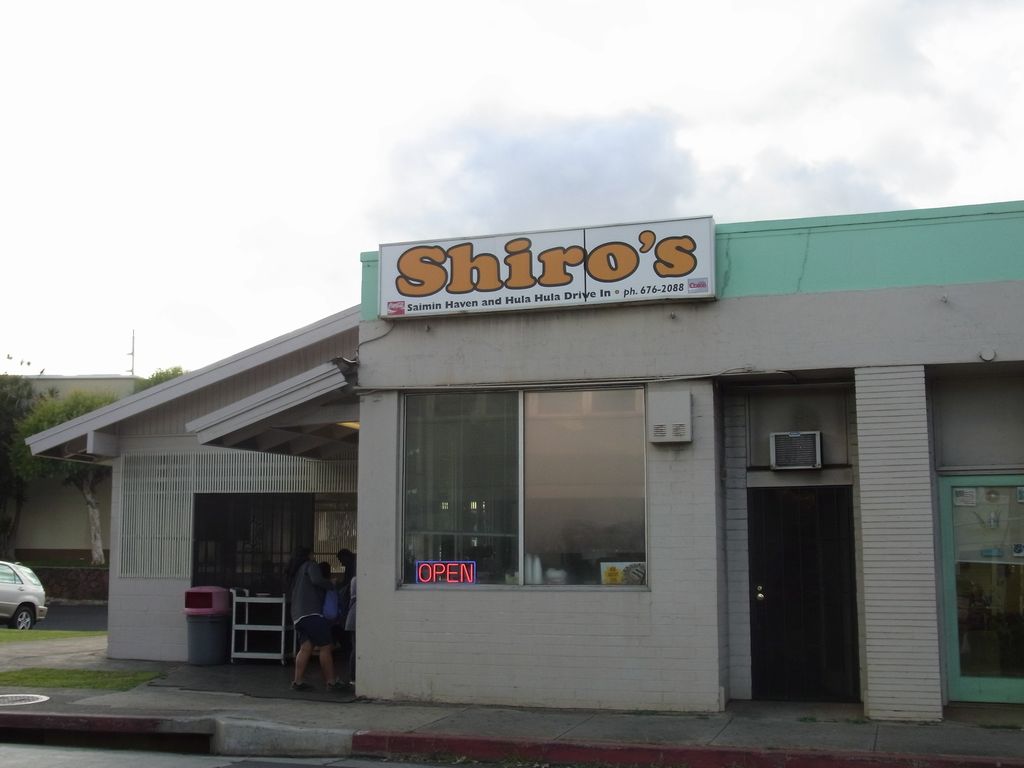 Shiro's
Saimin Haven and Hula Hula Drive In • ph. 676-2088
OPEN